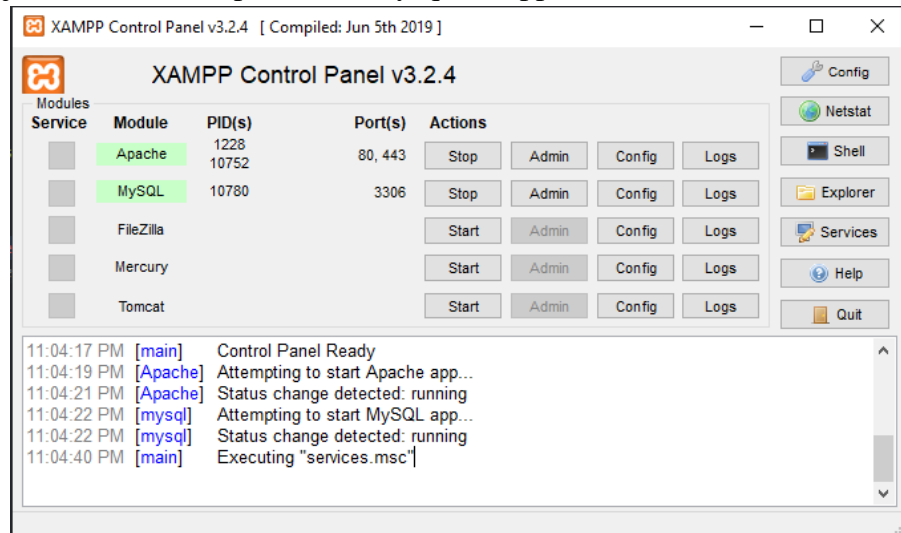 XAMPP Control Panel v3.2.4 [ Compiled: Jun 5th 2019 ]
XAMPP Control Panel v3.2.4
Config
Modules
Netstat
Service Module PID(s) Port(s) Actions
Apache 1228 10752 80, 443 Stop Admin Config Logs
Shell
MySQL 10780 3306 Stop Admin Config Logs
Explorer
FileZilla Start Admin Config Logs
Services
Mercury Start Admin Config Logs
Help
Tomcat Start Admin Config Logs
Quit
11:04:17 PM [main] Control Panel Ready
11:04:19 PM [Apache] Attempting to start Apache app...
11:04:21 PM [Apache] Status change detected: running
11:04:22 PM [mysql] Attempting to start MySQL app...
11:04:22 PM [mysql] Status change detected: running
11:04:40 PM [main] Executing "services.msc"